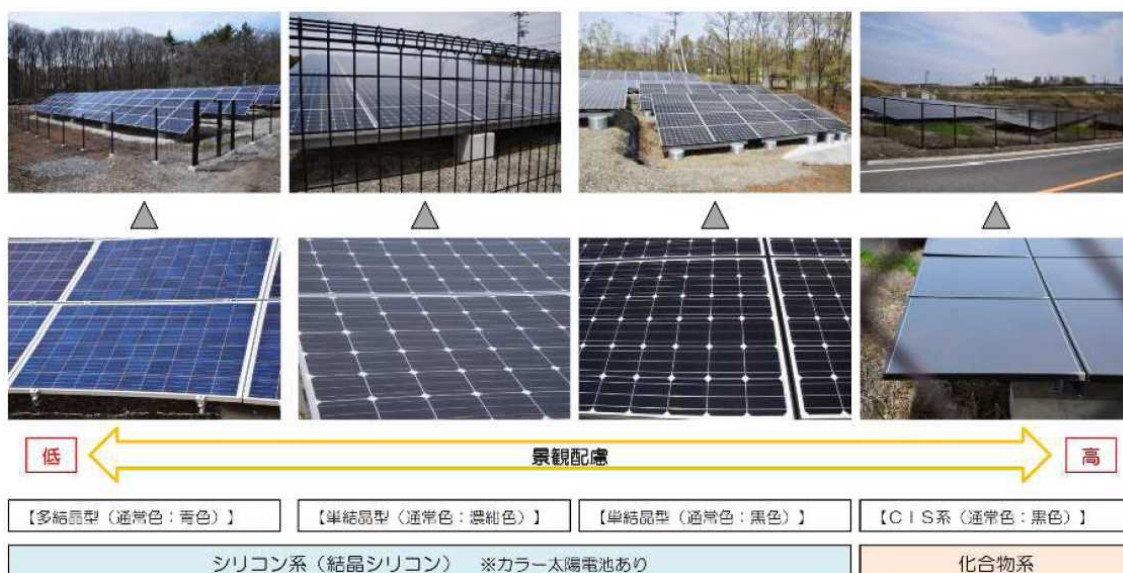 低
景観配慮
高
【多結晶型（通常色：青色）】
【単結晶型（通常色：濃紺色）】
【単結晶型（通常色：黒色）】
【ＣＩＳ系（通常色：黒色）】
シリコン系（結晶シリコン）　※カラー太陽電池あり
化合物系